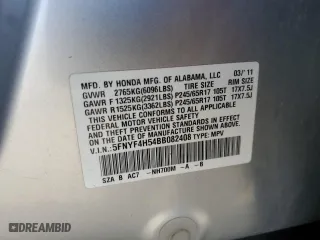 MFD. BY HONDA MFG. OF ALABAMA, LLC 03/11
GVWR 2765KG(6096LBS) TIRE SIZE RIM SIZE
GAWR F 1325KG(2921LBS) P245/65R17 105T 17X7.5J
GAWR R 1525KG(3362LBS) P245/65R17 105T 17X7.5J
THIS VEHICLE CONFORMS TO ALL APPLICABLE
FEDERAL MOTOR VEHICLE SAFETY AND THEFT
PREVENTION STANDARDS IN EFFECT ON THE
DATE OF MANUFACTURE SHOWN ABOVE.
V.I.N.: 5FNYF4H54BB082408 TYPE: MPV
SZA B AC7 -NH700M -A -B
DEALERSHIP.COM